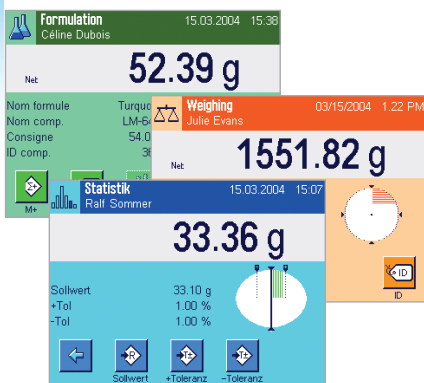 Formulation 15.03.2004 15:38
Céline Dubois
Net 52.39 g
Nom formule
Nom comp. LM-64
Consigne 54.0
ID comp.
M+
Weighing 03/15/2004 1.22 PM
Julie Evans
Net 1551.82 g
ID
ID
Statistik 15.03.2004 15:07
Ralf Sommer
33.36 g
Sollwert 33.10 g
+Tol 1.00 %
-Tol 1.00 %
Sollwert +Toleranz -Toleranz